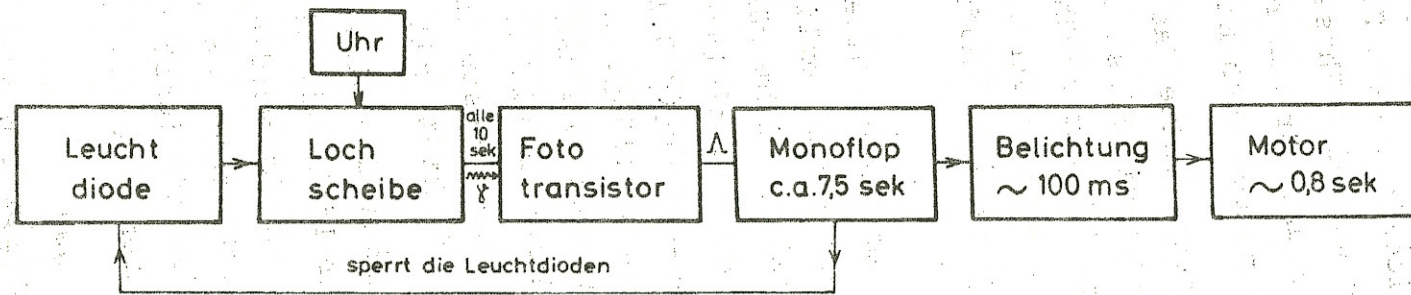 Uhr
Leucht
diode
Loch
scheibe
alle
10
sek
γ
Foto
transistor
Monoflop
c.a.7,5 sek
Belichtung
~ 100 ms
Motor
~ 0,8 sek
sperrt die Leuchtdioden